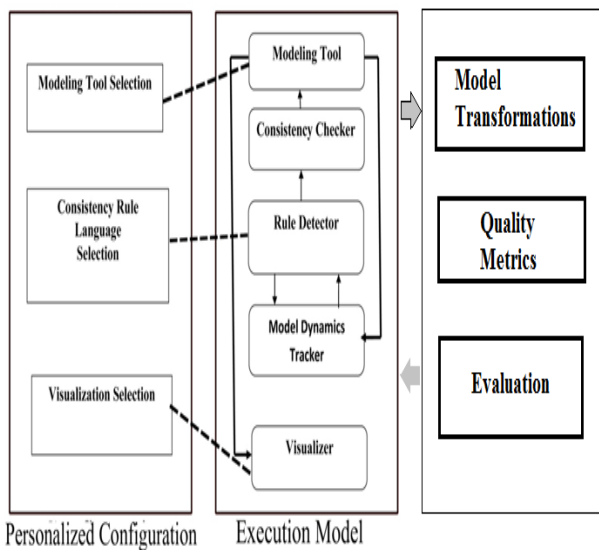 Modeling Tool Selection
Consistency Rule
Language
Selection
Visualization Selection
Personalized Configuration
Modeling Tool
Consistency Checker
Rule Detector
Model Dynamics
Tracker
Visualizer
Execution Model
Model
Transformations
Quality
Metrics
Evaluation